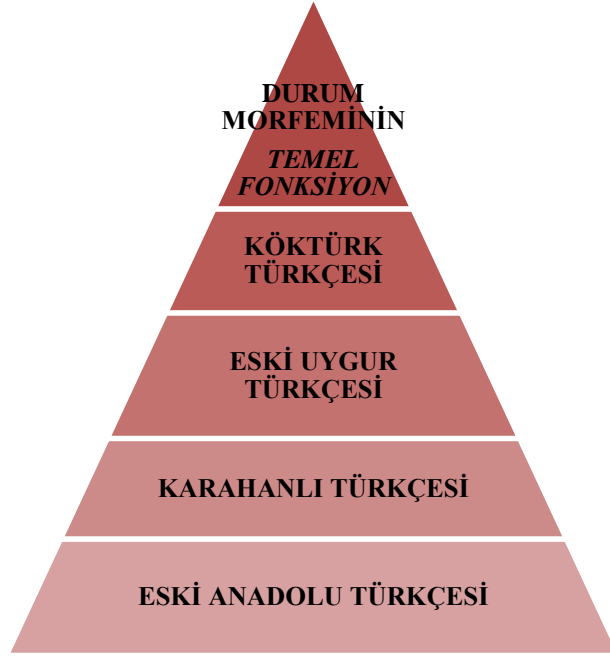 DURUM
MORFEMİNİN
TEMEL
FONKSİYON
KÖKTÜRK
TÜRKÇESİ
ESKİ UYGUR
TÜRKÇESİ
KARAHANLI TÜRKÇESİ
ESKİ ANADOLU TÜRKÇESİ